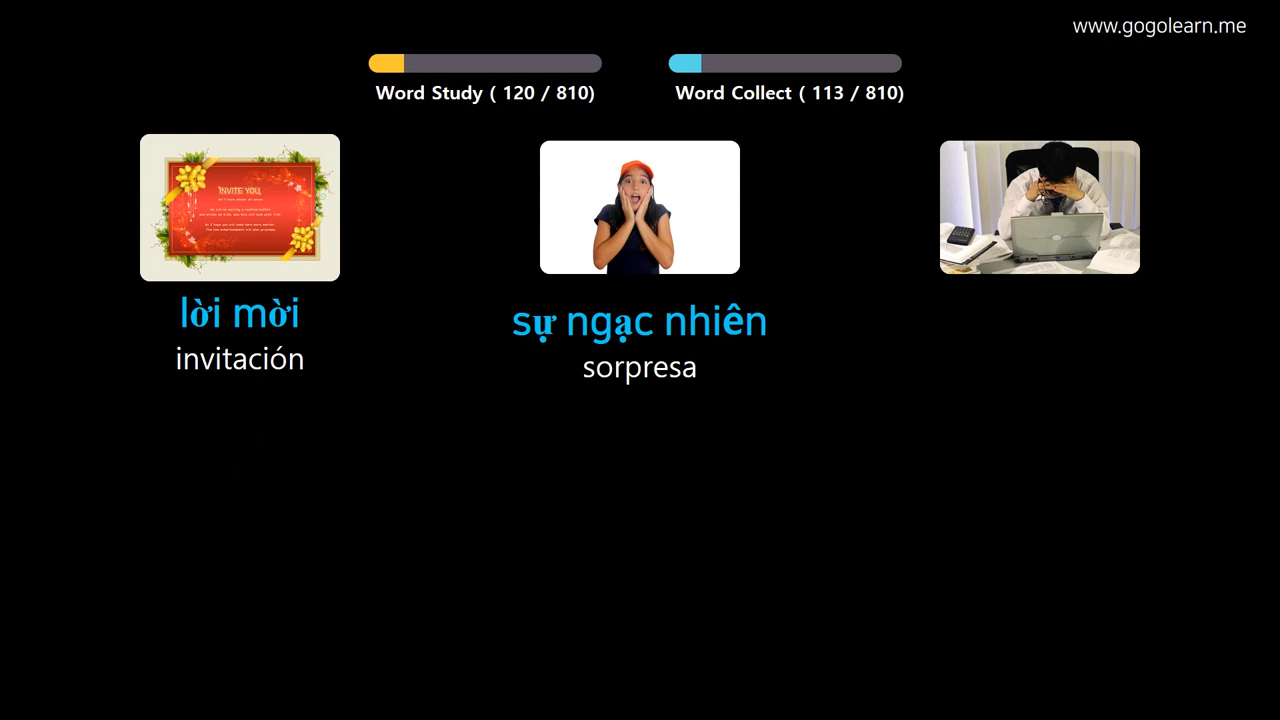 www.gogolearn.me
Word Study ( 120 / 810)
Word Collect ( 113 / 810)
INVITE YOU
lời mời
invitación
sự ngạc nhiên
sorpresa